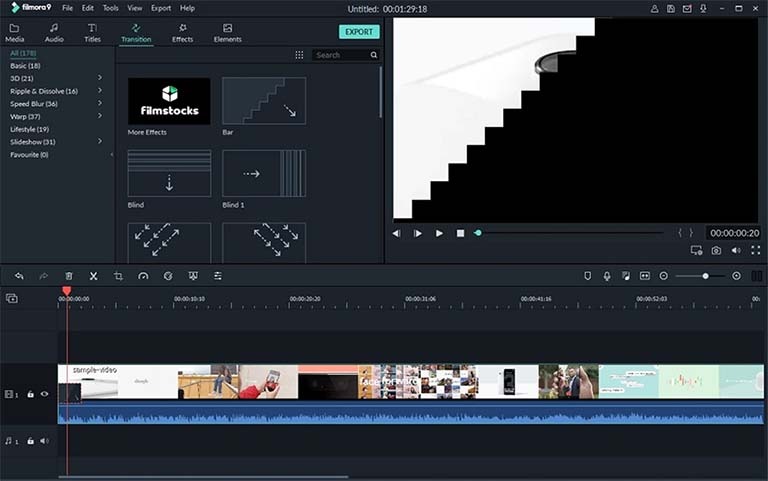 filmora9 File Edit Tools View Export Help Untitled: 00:01:29:18
Media Audio Titles Transition Effects Elements EXPORT
All (178)
Basic (18)
3D (21)
Ripple & Dissolve (16)
Speed Blur (36)
Warp (37)
Lifestyle (19)
Slideshow (31)
Favourite (0)
Search
filmstocks
More Effects
Bar
Blind
Blind 1
{ } 00:00:00:20
00:00:00:00 00:00:10:10 00:00:20:20 00:00:31:06 00:00:41:16 00:00:52:03 00:
sample-video
face forward
1
1